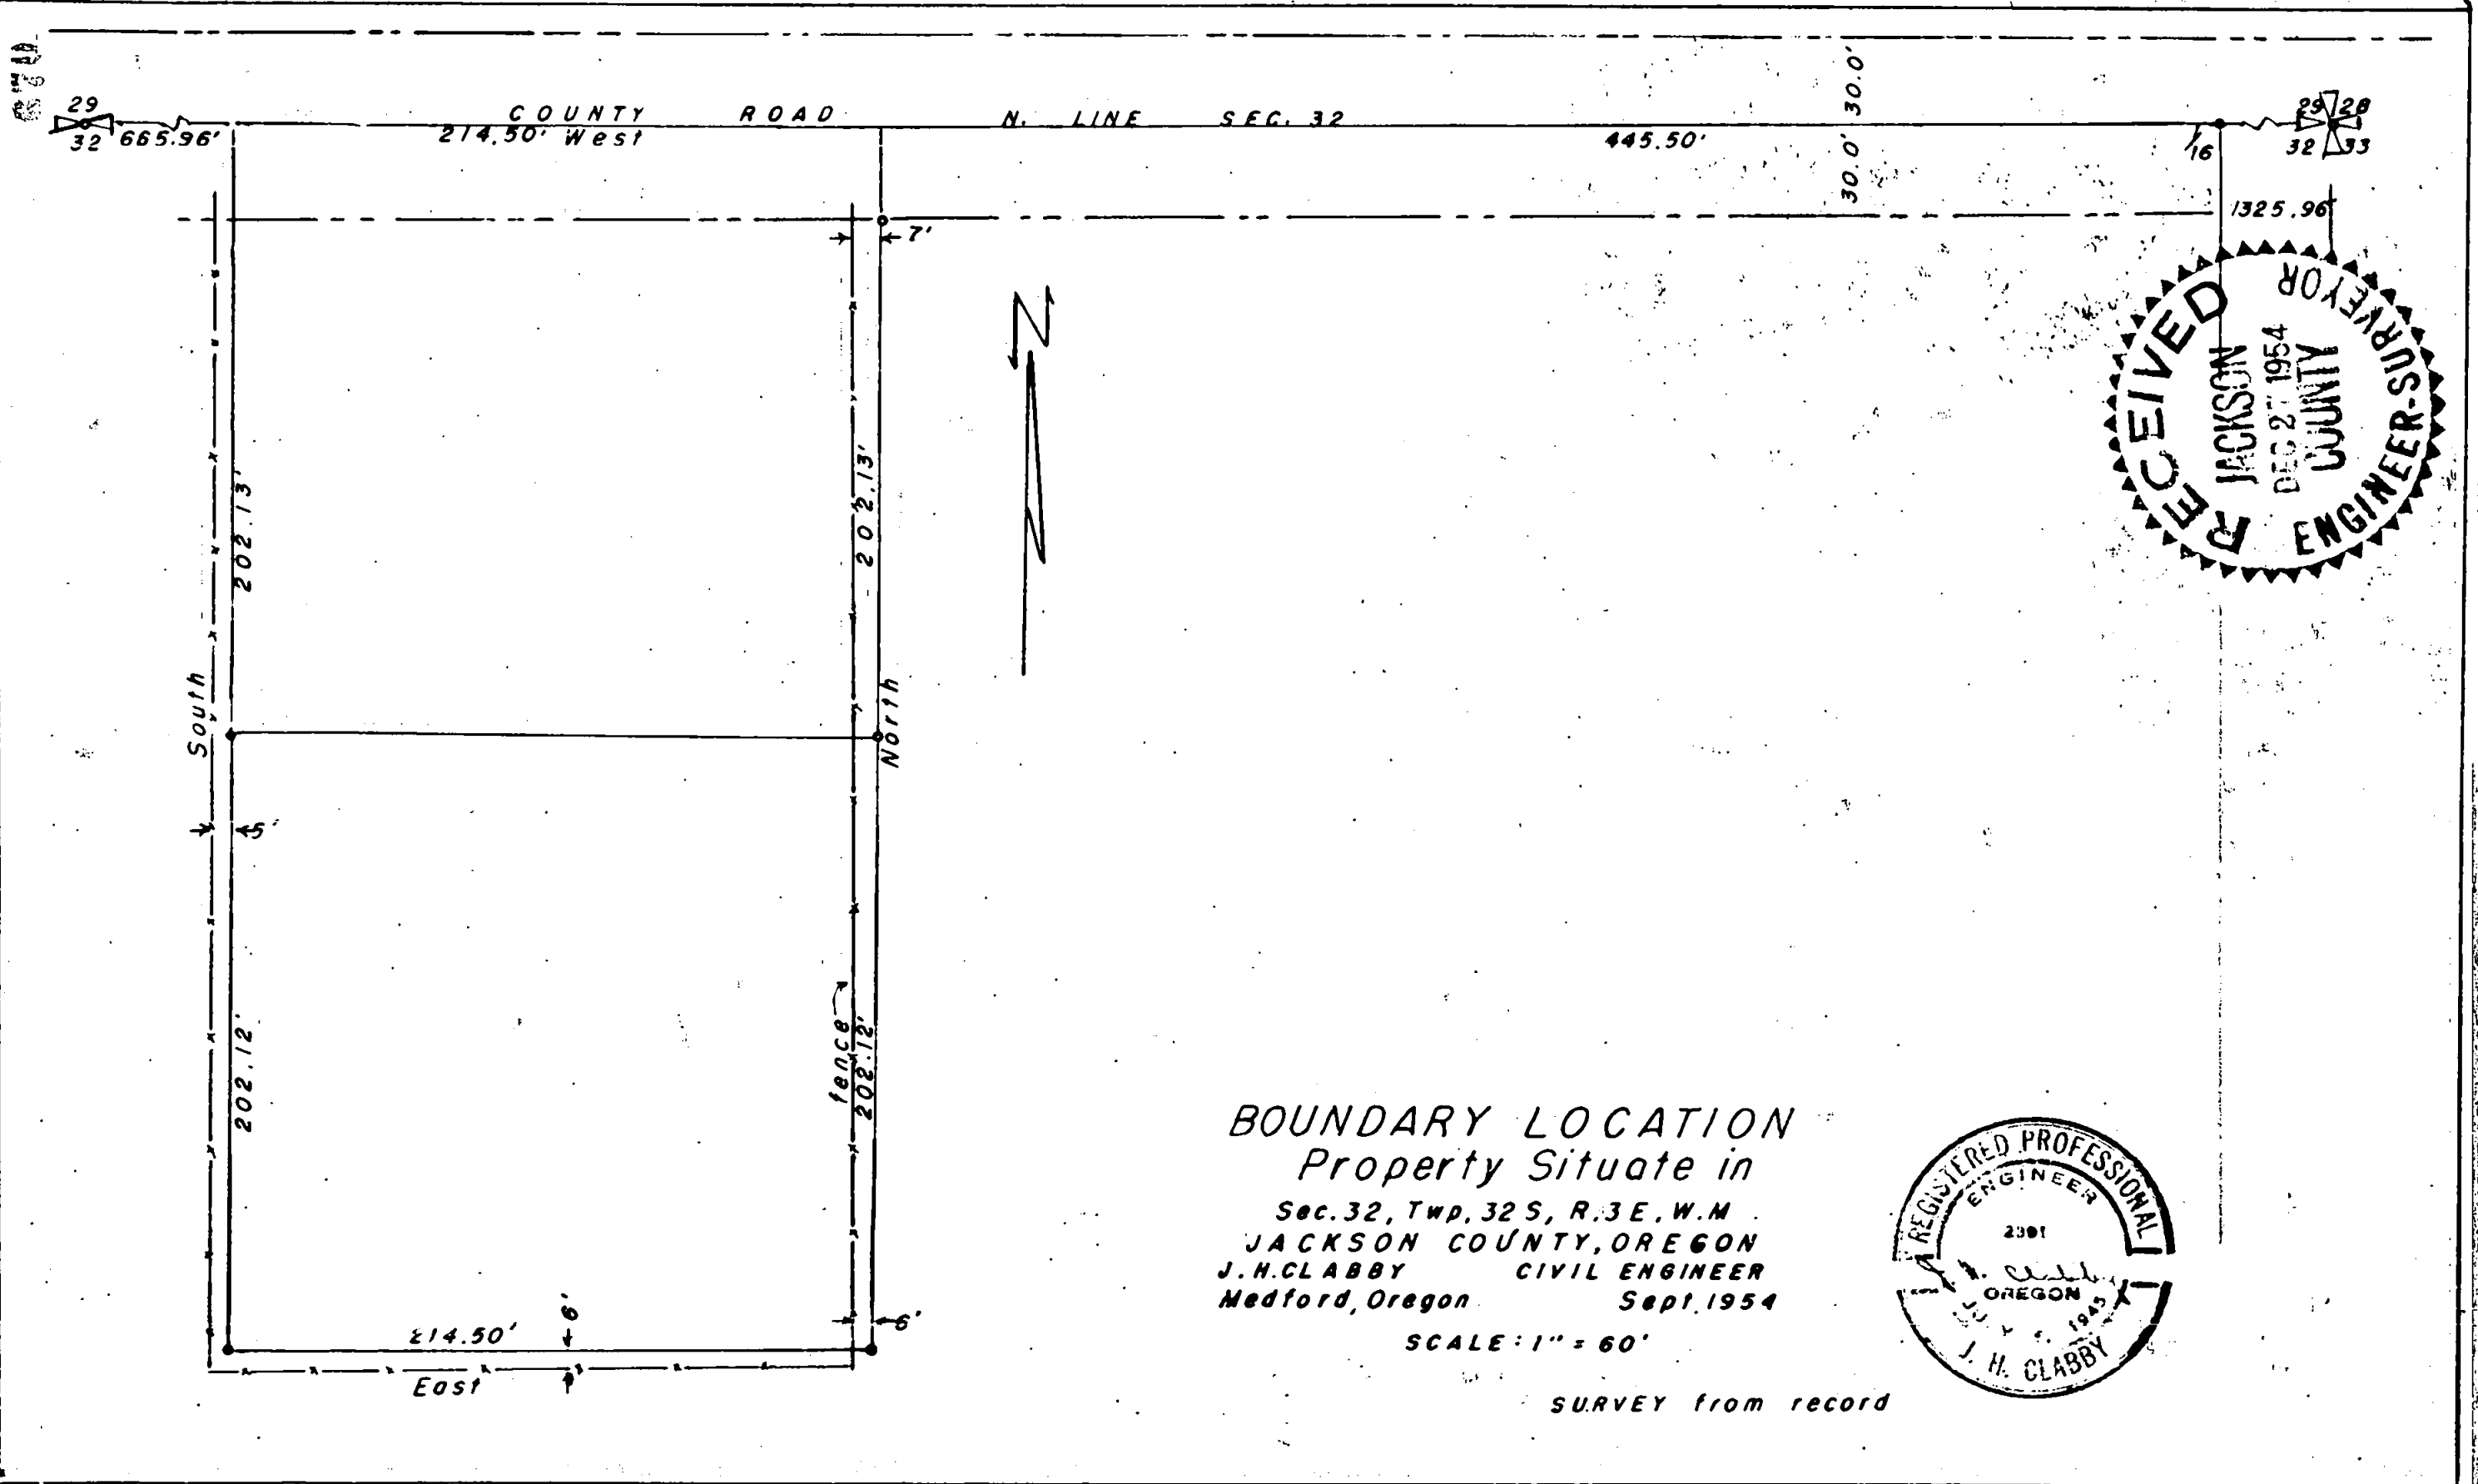 29
32
665.96'
COUNTY ROAD
214.50' West
N. LINE SEC. 32
445.50'
30.0'
30.0'
1/16
29 28
32 33
1325.96'
7'
N
RECEIVED
JACKSON
DEC 27 1954
COUNTY
ENGINEER-SURVEYOR
202.13'
202.13'
South
North
5'
fence
202.12'
202.12'
6'
6'
214.50'
East
BOUNDARY LOCATION
Property Situate in
Sec. 32, Twp. 32 S, R. 3 E. W.M.
JACKSON COUNTY, OREGON
J. H. CLABBY CIVIL ENGINEER
Medford, Oregon Sept. 1954
SCALE: 1" = 60'
SURVEY from record
REGISTERED PROFESSIONAL
ENGINEER
2391
OREGON
1945
J. H. CLABBY